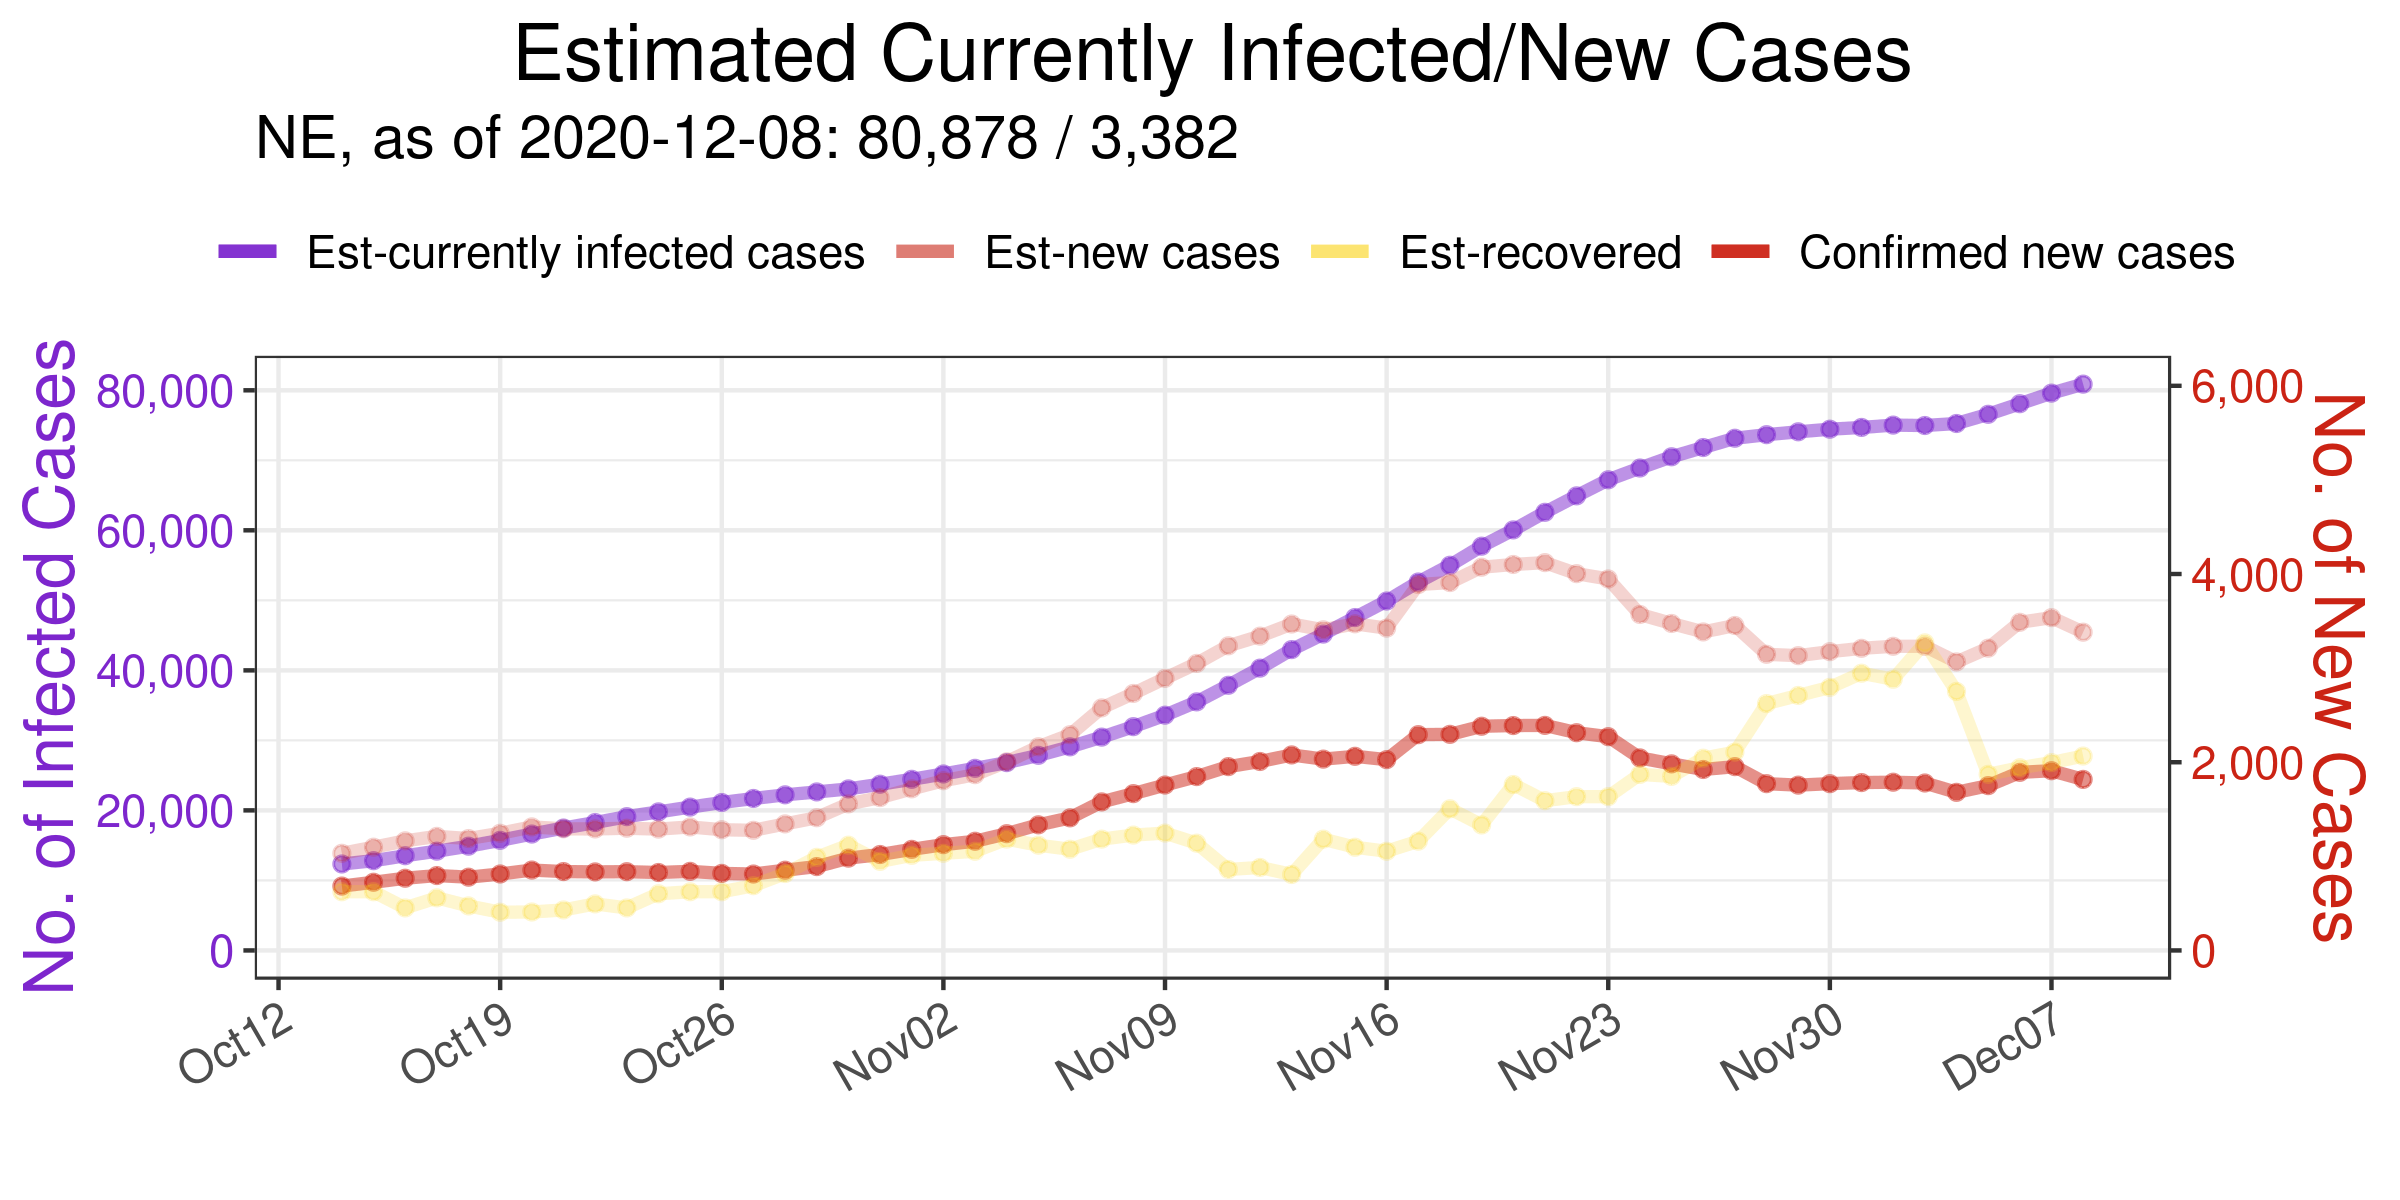 Estimated Currently Infected/New Cases
NE, as of 2020-12-08: 80,878 / 3,382
Est-currently infected cases Est-new cases Est-recovered Confirmed new cases
No. of Infected Cases
80,000
60,000
40,000
20,000
0
6,000
4,000
2,000
0
No. of New Cases
Oct12 Oct19 Oct26 Nov02 Nov09 Nov16 Nov23 Nov30 Dec07